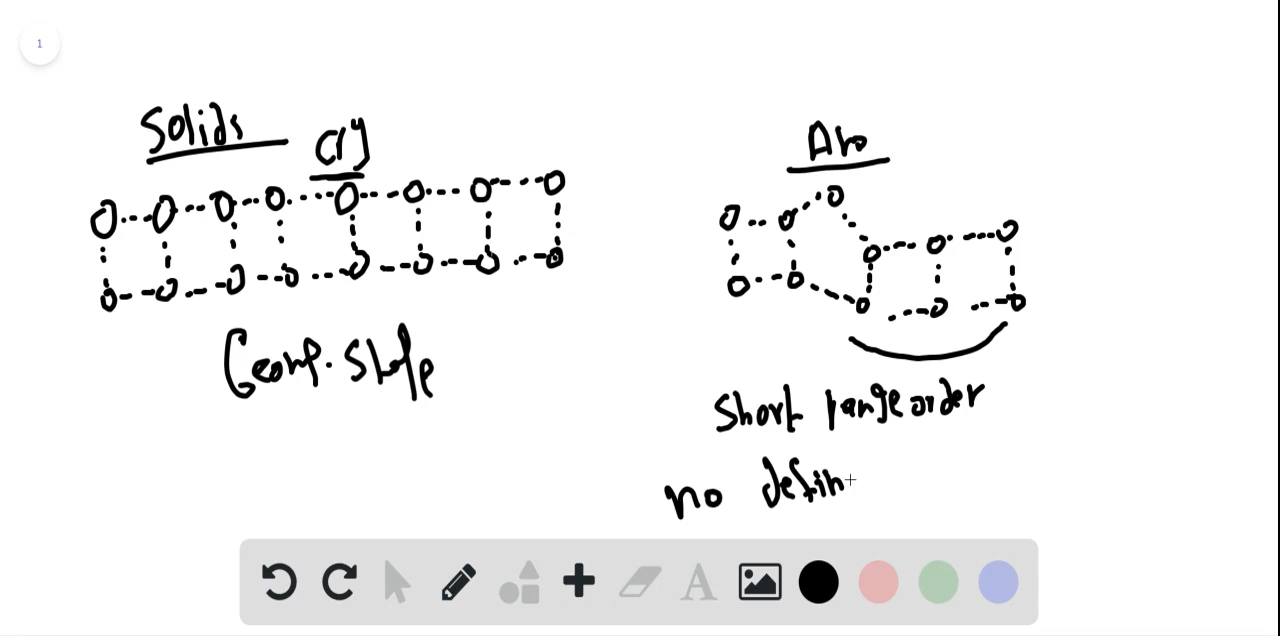 1
Solids
Cry
Amo
Geom. Shape
Short range order
no defin
A